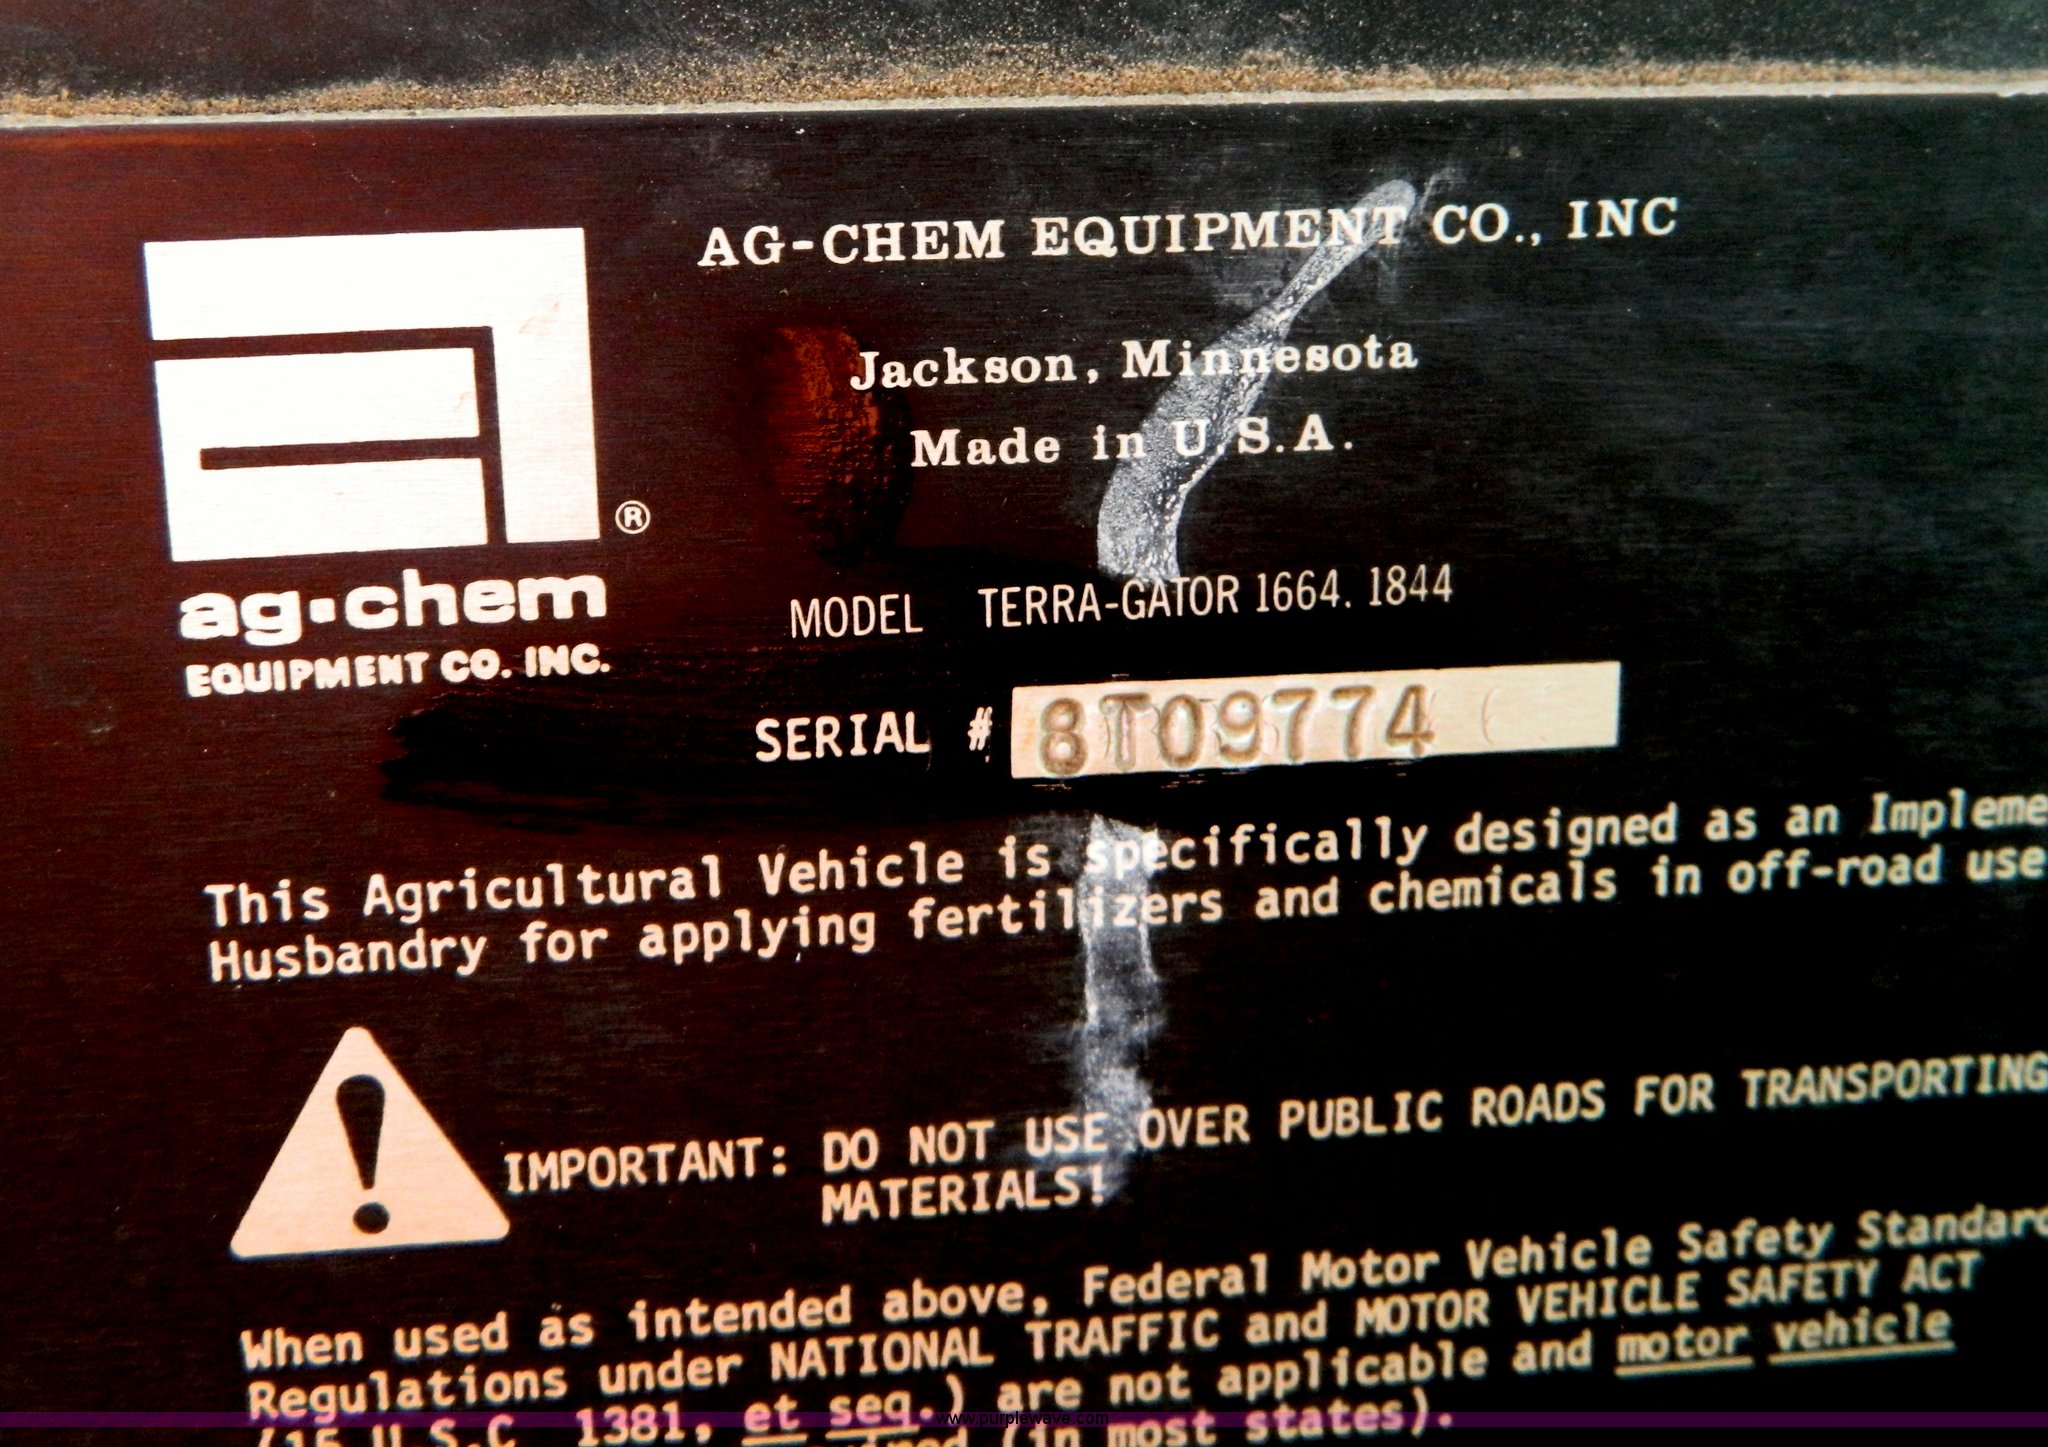 AG-CHEM EQUIPMENT CO., INC
Jackson, Minnesota
Made in U.S.A.
®
ag·chem
EQUIPMENT CO. INC.
MODEL TERRA-GATOR 1664. 1844
SERIAL # 8T09774
This Agricultural Vehicle is specifically designed as an Impleme
Husbandry for applying fertilizers and chemicals in off-road use
IMPORTANT: DO NOT USE OVER PUBLIC ROADS FOR TRANSPORTING
MATERIALS!
When used as intended above, Federal Motor Vehicle Safety Standard
Regulations under NATIONAL TRAFFIC and MOTOR VEHICLE SAFETY ACT
(15 U.S.C 1381, et seq.) are not applicable and motor vehicle
(in most states).
www.purplewave.com